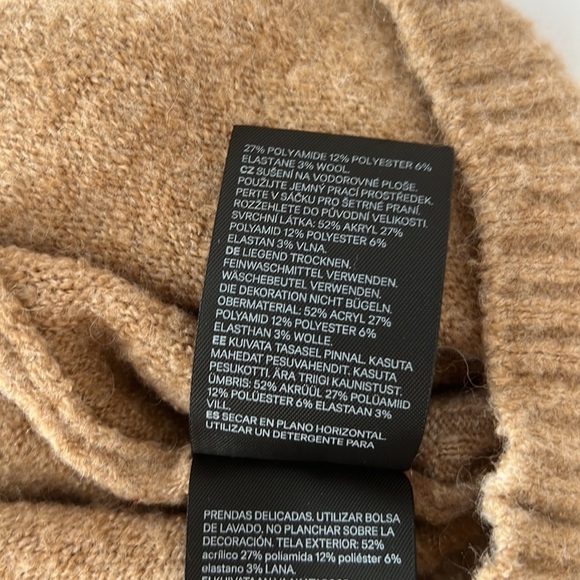 27% POLYAMIDE 12% POLYESTER 6%
ELASTANE 3% WOOL.
CZ SUŠENÍ NA VODOROVNÉ PLOŠE.
POUŽIJTE JEMNÝ PRACÍ PROSTŘEDEK.
PERTE V SÁČKU PRO ŠETRNÉ PRANÍ.
ROZŽEHLETE DO PŮVODNÍ VELIKOSTI.
SVRCHNÍ LÁTKA: 52% AKRYL 27%
POLYAMID 12% POLYESTER 6%
ELASTAN 3% VLNA.
DE LIEGEND TROCKNEN.
FEINWASCHMITTEL VERWENDEN.
WÄSCHEBEUTEL VERWENDEN.
DIE DEKORATION NICHT BÜGELN.
OBERMATERIAL: 52% ACRYL 27%
POLYAMID 12% POLYESTER 6%
ELASTHAN 3% WOLLE.
EE KUIVATA TASASEL PINNAL. KASUTA
MAHEDAT PESUVAHENDIT. KASUTA
PESUKOTTI. ÄRA TRIIGI KAUNISTUST.
ÜMBRIS: 52% AKRÜÜL 27% POLÜAMIID
12% POLÜESTER 6% ELASTAAN 3%
VILL.
ES SECAR EN PLANO HORIZONTAL.
UTILIZAR UN DETERGENTE PARA
PRENDAS DELICADAS. UTILIZAR BOLSA
DE LAVADO. NO PLANCHAR SOBRE LA
DECORACIÓN. TELA EXTERIOR: 52%
acrílico 27% poliamida 12% poliéster 6%
elastano 3% LANA.